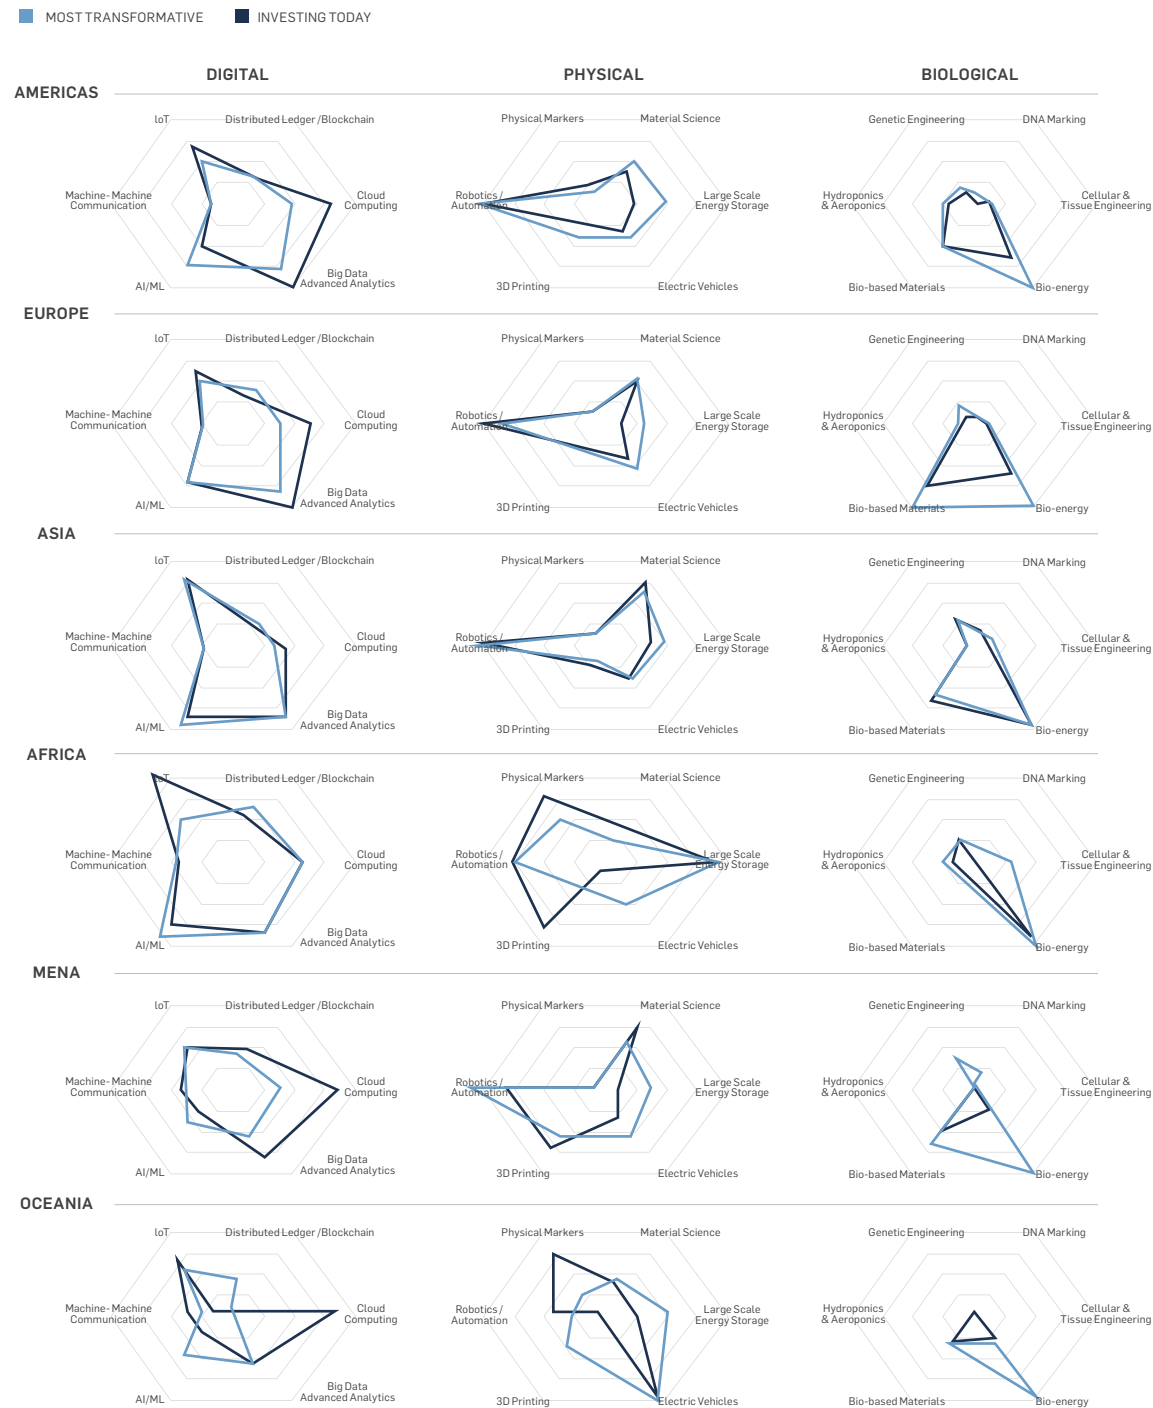 MOST TRANSFORMATIVE INVESTING TODAY
DIGITAL PHYSICAL BIOLOGICAL
AMERICAS
IoT Distributed Ledger /Blockchain Physical Markers Material Science Genetic Engineering DNA Marking
Machine- Machine Cloud Robotics / Large Scale Hydroponics Cellular &
Communication Computing Automation Energy Storage & Aeroponics Tissue Engineering
Big Data
AI/ML Advanced Analytics 3D Printing Electric Vehicles Bio-based Materials Bio-energy
EUROPE
IoT Distributed Ledger /Blockchain Physical Markers Material Science Genetic Engineering DNA Marking
Machine- Machine Cloud Robotics / Large Scale Hydroponics Cellular &
Communication Computing Automation Energy Storage & Aeroponics Tissue Engineering
Big Data
AI/ML Advanced Analytics 3D Printing Electric Vehicles Bio-based Materials Bio-energy
ASIA
IoT Distributed Ledger /Blockchain Physical Markers Material Science Genetic Engineering DNA Marking
Machine- Machine Cloud Robotics / Large Scale Hydroponics Cellular &
Communication Computing Automation Energy Storage & Aeroponics Tissue Engineering
Big Data
AI/ML Advanced Analytics 3D Printing Electric Vehicles Bio-based Materials Bio-energy
AFRICA
IoT Distributed Ledger /Blockchain Physical Markers Material Science Genetic Engineering DNA Marking
Machine- Machine Cloud Robotics / Large Scale Hydroponics Cellular &
Communication Computing Automation Energy Storage & Aeroponics Tissue Engineering
Big Data
AI/ML Advanced Analytics 3D Printing Electric Vehicles Bio-based Materials Bio-energy
MENA
IoT Distributed Ledger /Blockchain Physical Markers Material Science Genetic Engineering DNA Marking
Machine- Machine Cloud Robotics / Large Scale Hydroponics Cellular &
Communication Computing Automation Energy Storage & Aeroponics Tissue Engineering
Big Data
AI/ML Advanced Analytics 3D Printing Electric Vehicles Bio-based Materials Bio-energy
OCEANIA
IoT Distributed Ledger /Blockchain Physical Markers Material Science Genetic Engineering DNA Marking
Machine- Machine Cloud Robotics / Large Scale Hydroponics Cellular &
Communication Computing Automation Energy Storage & Aeroponics Tissue Engineering
Big Data
AI/ML Advanced Analytics 3D Printing Electric Vehicles Bio-based Materials Bio-energy